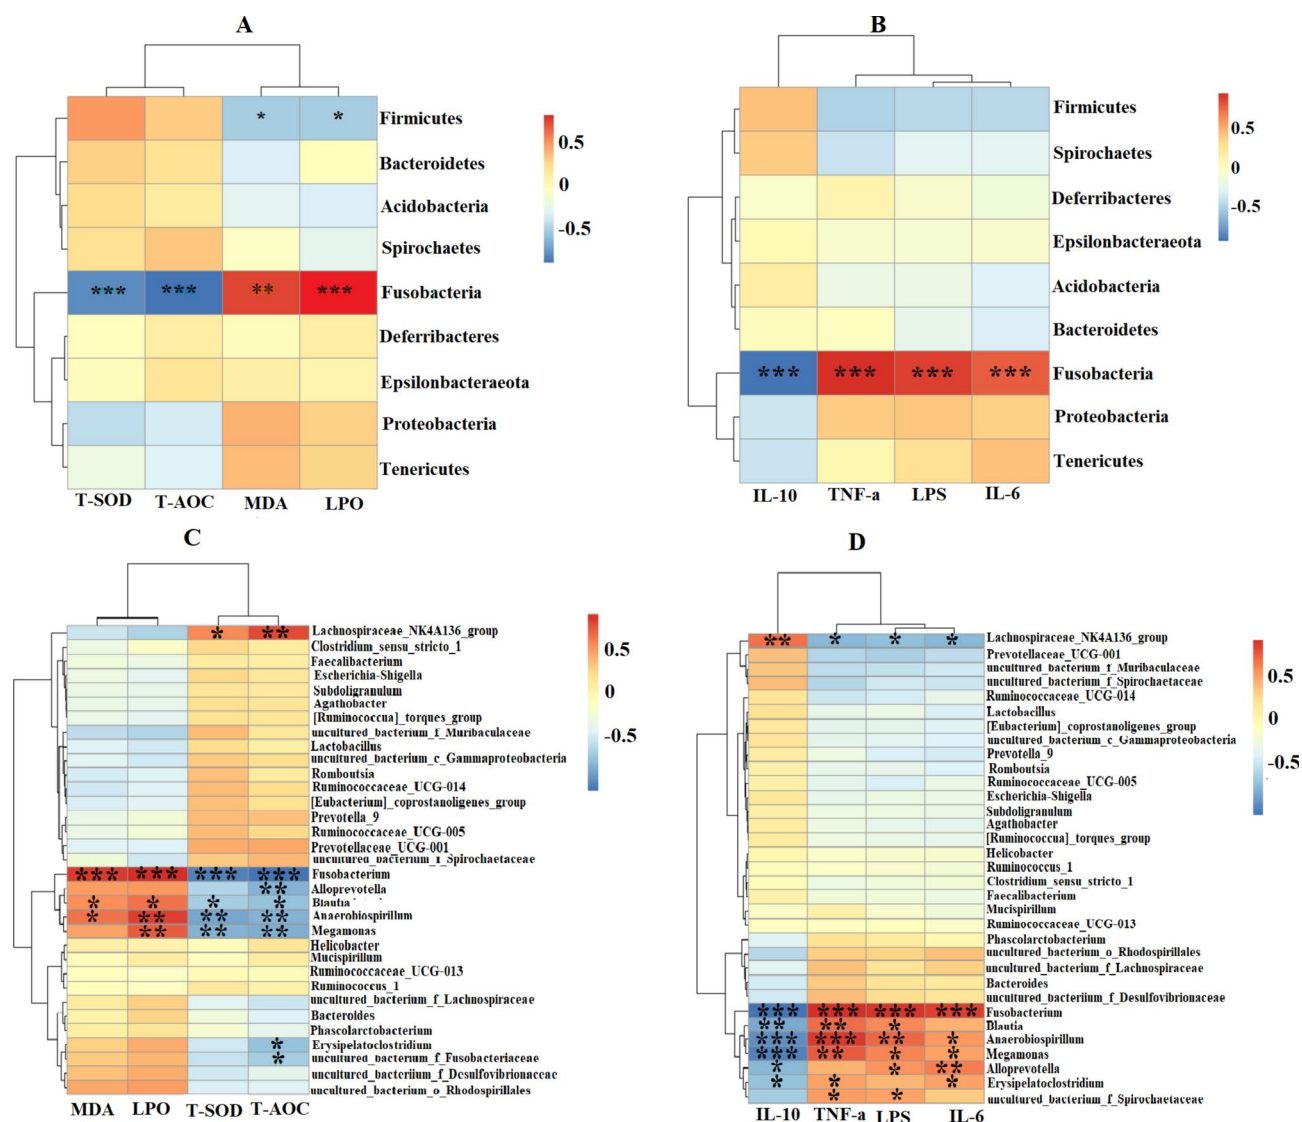 A
*
*
***
***
**
***
Firmicutes
Bacteroidetes
Acidobacteria
Spirochaetes
Fusobacteria
Deferribacteres
Epsilonbacteraeota
Proteobacteria
Tenericutes
T-SOD T-AOC MDA LPO
0.5
0
-0.5
B
***
***
***
***
Firmicutes
Spirochaetes
Deferribacteres
Epsilonbacteraeota
Acidobacteria
Bacteroidetes
Fusobacteria
Proteobacteria
Tenericutes
IL-10 TNF-a LPS IL-6
0.5
0
-0.5
C
* ** Lachnospiraceae_NK4A136_group
Clostridium_sensu_stricto_1
Faecalibacterium
Escherichia-Shigella
Subdoligranulum
Agathobacter
[Ruminococcua]_torques_group
uncultured_bacterium_f_Muribaculaceae
Lactobacillus
uncultured_bacterium_c_Gammaproteobacteria
Romboutsia
Ruminococcaceae_UCG-014
[Eubacterium]_coprostanoligenes_group
Prevotella_9
Ruminococcaceae_UCG-005
Prevotellaceae_UCG-001
uncultured_bacterium_f_Spirochaetaceae
*** *** *** *** Fusobacterium
** Alloprevotella
* * * * Blautia
* ** ** ** Anaerobiospirillum
** ** ** Megamonas
Helicobacter
Mucispirillum
Ruminococcaceae_UCG-013
Ruminococcus_1
uncultured_bacterium_f_Lachnospiraceae
Bacteroides
Phascolarctobacterium
* Erysipelatoclostridium
* uncultured_bacterium_f_Fusobacteriaceae
uncultured_bacteriium_f_Desulfovibrionaceae
uncultured_bacterium_o_Rhodospirillales
MDA LPO T-SOD T-AOC
0.5
0
-0.5
D
** * * * Lachnospiraceae_NK4A136_group
Prevotellaceae_UCG-001
uncultured_bacterium_f_Muribaculaceae
uncultured_bacterium_f_Spirochaetaceae
Ruminococcaceae_UCG-014
Lactobacillus
[Eubacterium]_coprostanoligenes_group
uncultured_bacterium_c_Gammaproteobacteria
Prevotella_9
Romboutsia
Ruminococcaceae_UCG-005
Escherichia-Shigella
Subdoligranulum
Agathobacter
[Ruminococcua]_torques_group
Helicobacter
Ruminococcus_1
Clostridium_sensu_stricto_1
Faecalibacterium
Mucispirillum
Ruminococcaceae_UCG-013
Phascolarctobacterium
uncultured_bacterium_o_Rhodospirillales
uncultured_bacterium_f_Lachnospiraceae
Bacteroides
uncultured_bacteriium_f_Desulfovibrionaceae
*** *** *** *** Fusobacterium
** ** * Blautia
*** *** ** * Anaerobiospirillum
*** ** * * Megamonas
* * ** Alloprevotella
* * * Erysipelatoclostridium
* * uncultured_bacterium_f_Spirochaetaceae
IL-10 TNF-a LPS IL-6
0.5
0
-0.5